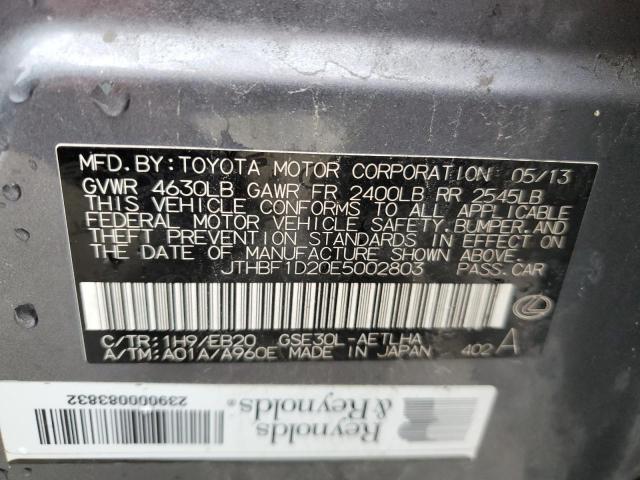 MFD.BY:TOYOTA MOTOR CORPORATION 05/13
GVWR 4630LB GAWR FR 2400LB RR 2545LB
THIS VEHICLE CONFORMS TO ALL APPLICABLE
FEDERAL MOTOR VEHICLE SAFETY,BUMPER,AND
THEFT PREVENTION STANDARDS IN EFFECT ON
THE DATE OF MANUFACTURE SHOWN ABOVE.
JTHBF1D20E5002803 PASS.CAR
C/TR:1H9/EB20 GSE30L-AETLHA
A/TM:A01A/A960E MADE IN JAPAN 402 A
Reynolds
& Reynolds®
2390000083832